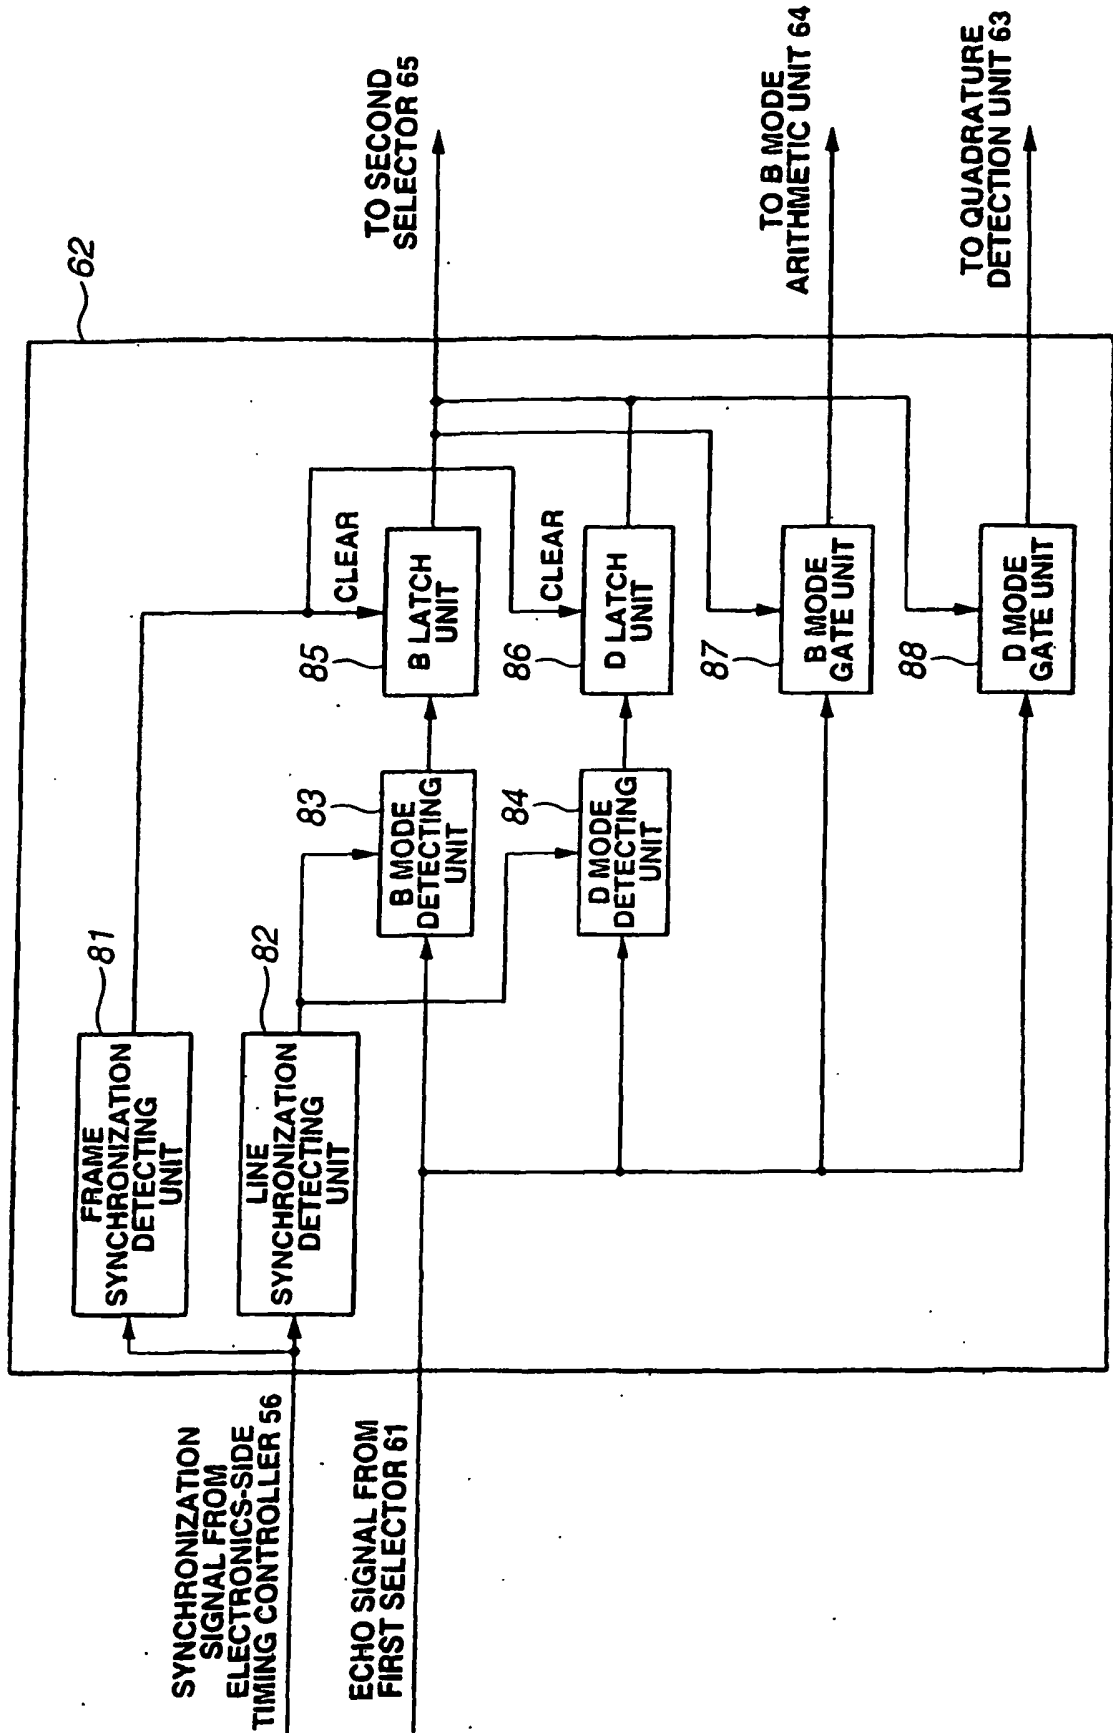 62
SYNCHRONIZATION
SIGNAL FROM
ELECTRONICS-SIDE
TIMING CONTROLLER 56
ECHO SIGNAL FROM
FIRST SELECTOR 61
81
FRAME
SYNCHRONIZATION
DETECTING
UNIT
82
LINE
SYNCHRONIZATION
DETECTING
UNIT
83
B MODE
DETECTING
UNIT
84
D MODE
DETECTING
UNIT
CLEAR
85
B LATCH
UNIT
CLEAR
86
D LATCH
UNIT
87
B MODE
GATE UNIT
88
D MODE
GATE UNIT
TO SECOND
SELECTOR 65
TO B MODE
ARITHMETIC UNIT 64
TO QUADRATURE
DETECTION UNIT 63